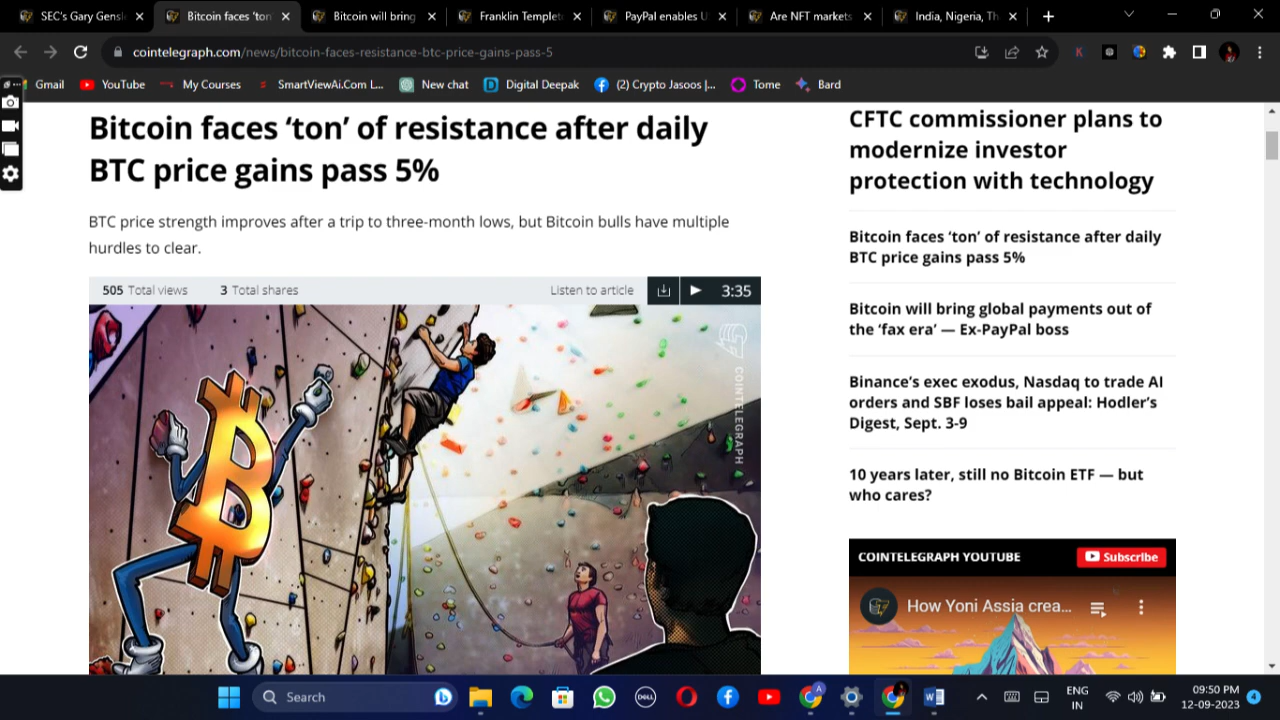 SEC's Gary Gensl
Bitcoin faces 'ton'
Bitcoin will bring
Franklin Templet
PayPal enables U
Are NFT markets
India, Nigeria, Th
cointelegraph.com/news/bitcoin-faces-resistance-btc-price-gains-pass-5
Gmail
YouTube
My Courses
SmartViewAi.Com L...
New chat
Digital Deepak
(2) Crypto Jasoos |...
Tome
Bard
Bitcoin faces ‘ton’ of resistance after daily
BTC price gains pass 5%
BTC price strength improves after a trip to three-month lows, but Bitcoin bulls have multiple
hurdles to clear.
505 Total views
3 Total shares
Listen to article
3:35
COINTELEGRAPH
CFTC commissioner plans to
modernize investor
protection with technology
Bitcoin faces ‘ton’ of resistance after daily
BTC price gains pass 5%
Bitcoin will bring global payments out of
the ‘fax era’ — Ex-PayPal boss
Binance’s exec exodus, Nasdaq to trade AI
orders and SBF loses bail appeal: Hodler’s
Digest, Sept. 3-9
10 years later, still no Bitcoin ETF — but
who cares?
COINTELEGRAPH YOUTUBE
Subscribe
How Yoni Assia crea...
Search
DELL
ENG
IN
09:50 PM
12-09-2023
4